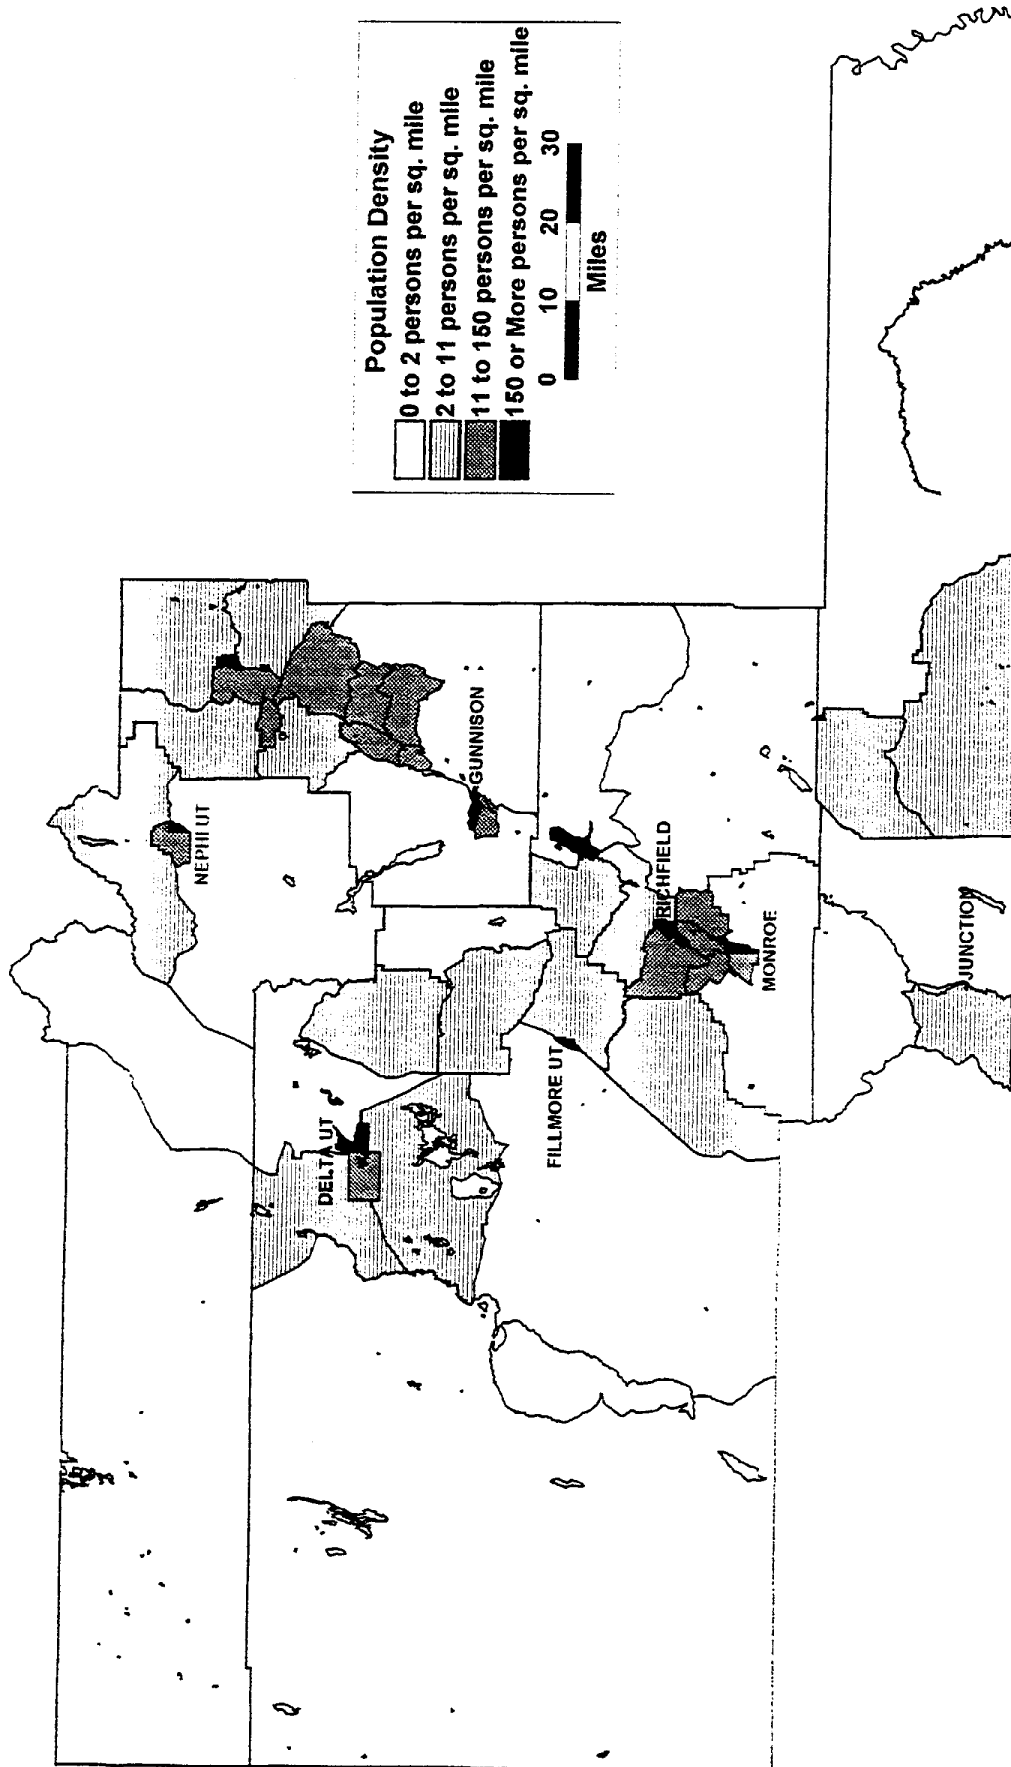 Population Density
0 to 2 persons per sq. mile
2 to 11 persons per sq. mile
11 to 150 persons per sq. mile
150 or More persons per sq. mile
0 10 20 30
Miles
NEPHI UT
GUNNISON
DELTA UT
RICHFIELD
FILLMORE UT
MONROE
JUNCTION